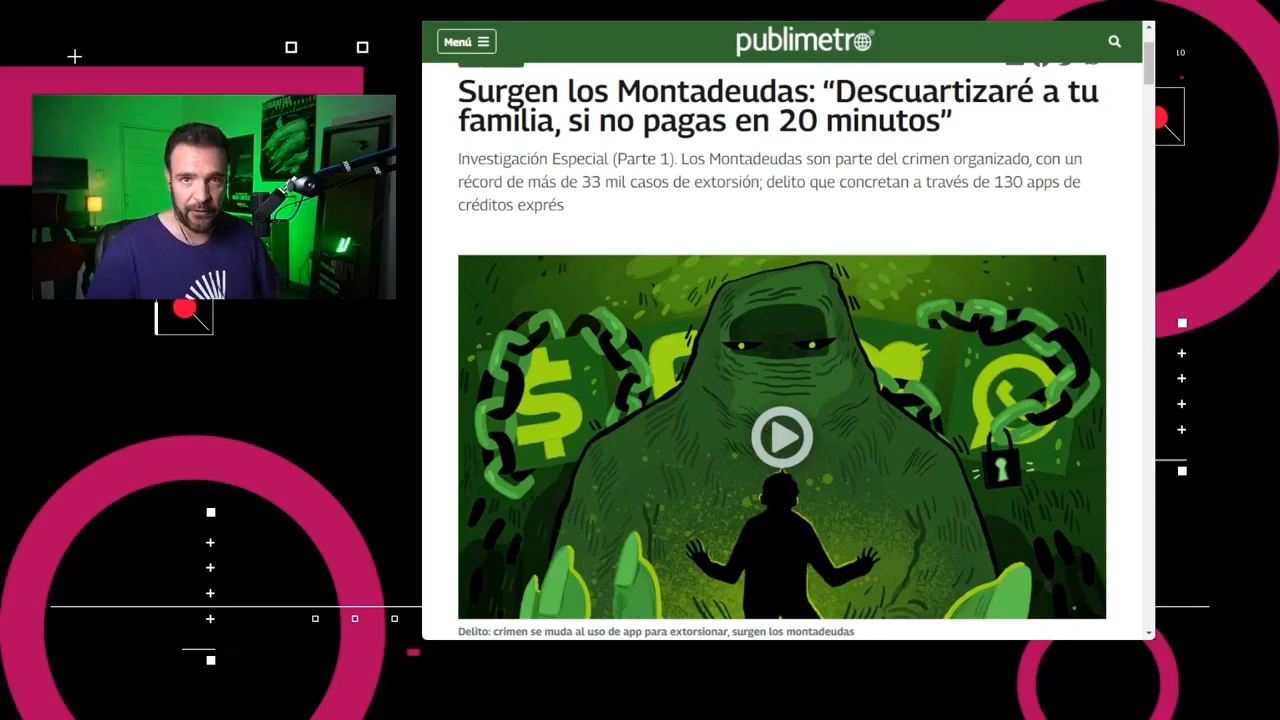 Menú
publimetro
Surgen los Montadeudas: “Descuartizaré a tu
familia, si no pagas en 20 minutos”
Investigación Especial (Parte 1). Los Montadeudas son parte del crimen organizado, con un
récord de más de 33 mil casos de extorsión; delito que concretan a través de 130 apps de
créditos exprés
Delito: crimen se muda al uso de app para extorsionar, surgen los montadeudas